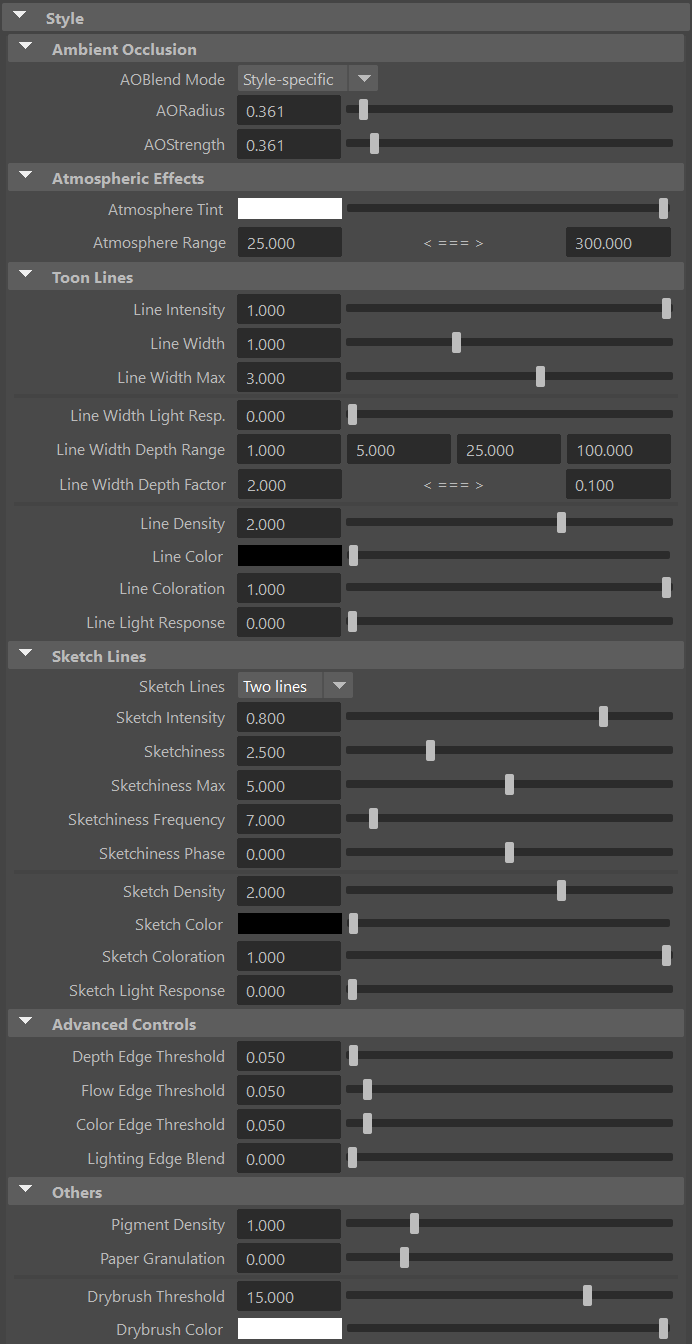 Style
Ambient Occlusion
AOBlend Mode Style-specific
AORadius 0.361
AOStrength 0.361
Atmospheric Effects
Atmosphere Tint
Atmosphere Range 25.000 < === > 300.000
Toon Lines
Line Intensity 1.000
Line Width 1.000
Line Width Max 3.000
Line Width Light Resp. 0.000
Line Width Depth Range 1.000 5.000 25.000 100.000
Line Width Depth Factor 2.000 < === > 0.100
Line Density 2.000
Line Color
Line Coloration 1.000
Line Light Response 0.000
Sketch Lines
Sketch Lines Two lines
Sketch Intensity 0.800
Sketchiness 2.500
Sketchiness Max 5.000
Sketchiness Frequency 7.000
Sketchiness Phase 0.000
Sketch Density 2.000
Sketch Color
Sketch Coloration 1.000
Sketch Light Response 0.000
Advanced Controls
Depth Edge Threshold 0.050
Flow Edge Threshold 0.050
Color Edge Threshold 0.050
Lighting Edge Blend 0.000
Others
Pigment Density 1.000
Paper Granulation 0.000
Drybrush Threshold 15.000
Drybrush Color